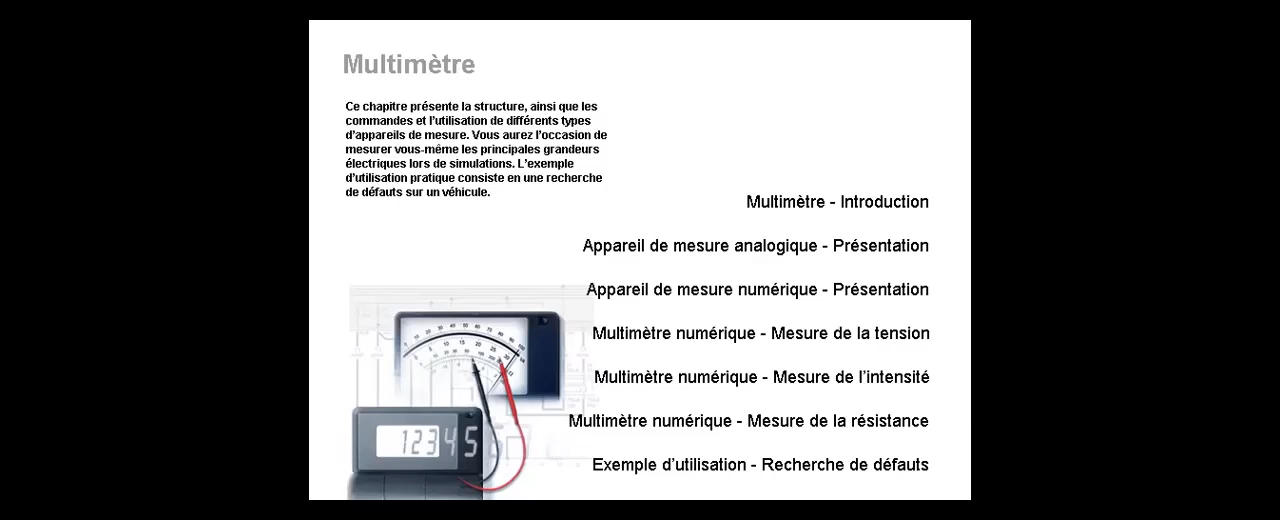 Multimètre
Ce chapitre présente la structure, ainsi que les
commandes et l'utilisation de différents types
d'appareils de mesure. Vous aurez l'occasion de
mesurer vous-même les principales grandeurs
électriques lors de simulations. L'exemple
d'utilisation pratique consiste en une recherche
de défauts sur un véhicule.
Multimètre - Introduction
Appareil de mesure analogique - Présentation
Appareil de mesure numérique - Présentation
Multimètre numérique - Mesure de la tension
Multimètre numérique - Mesure de l'intensité
Multimètre numérique - Mesure de la résistance
Exemple d'utilisation - Recherche de défauts
1234567